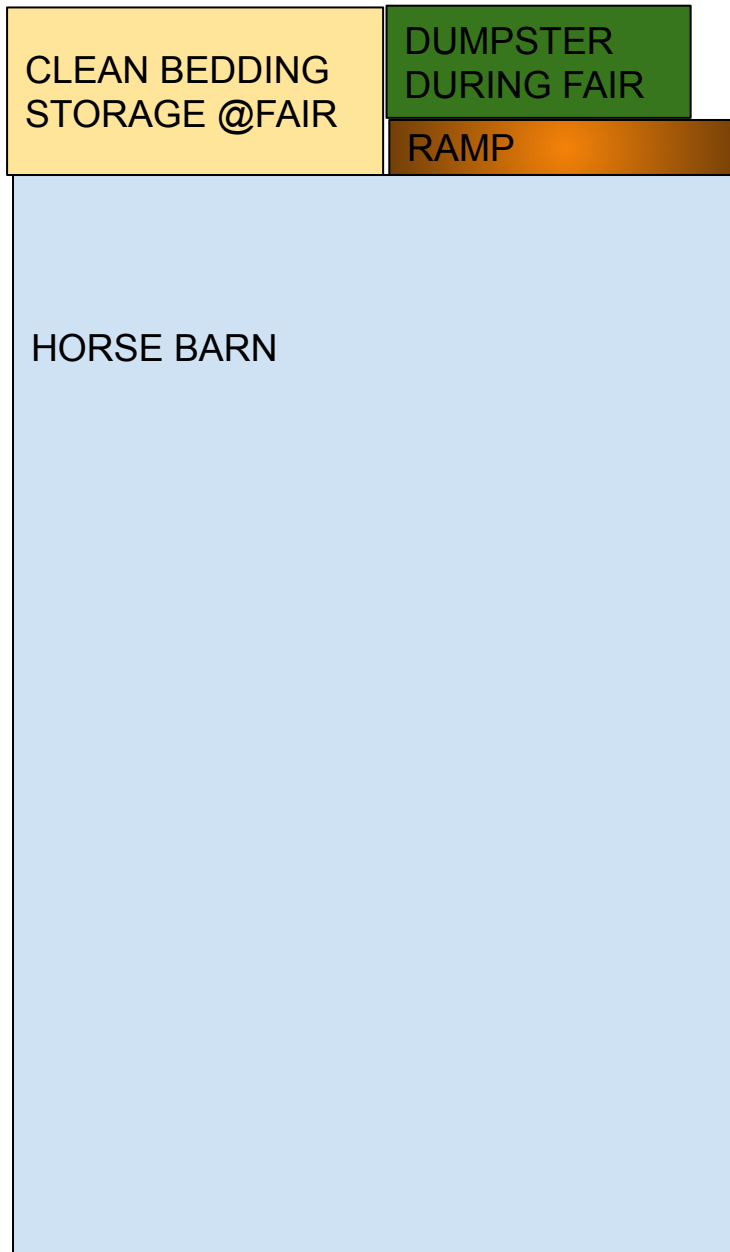 CLEAN BEDDING
STORAGE @FAIR
DUMPSTER
DURING FAIR
RAMP
HORSE BARN